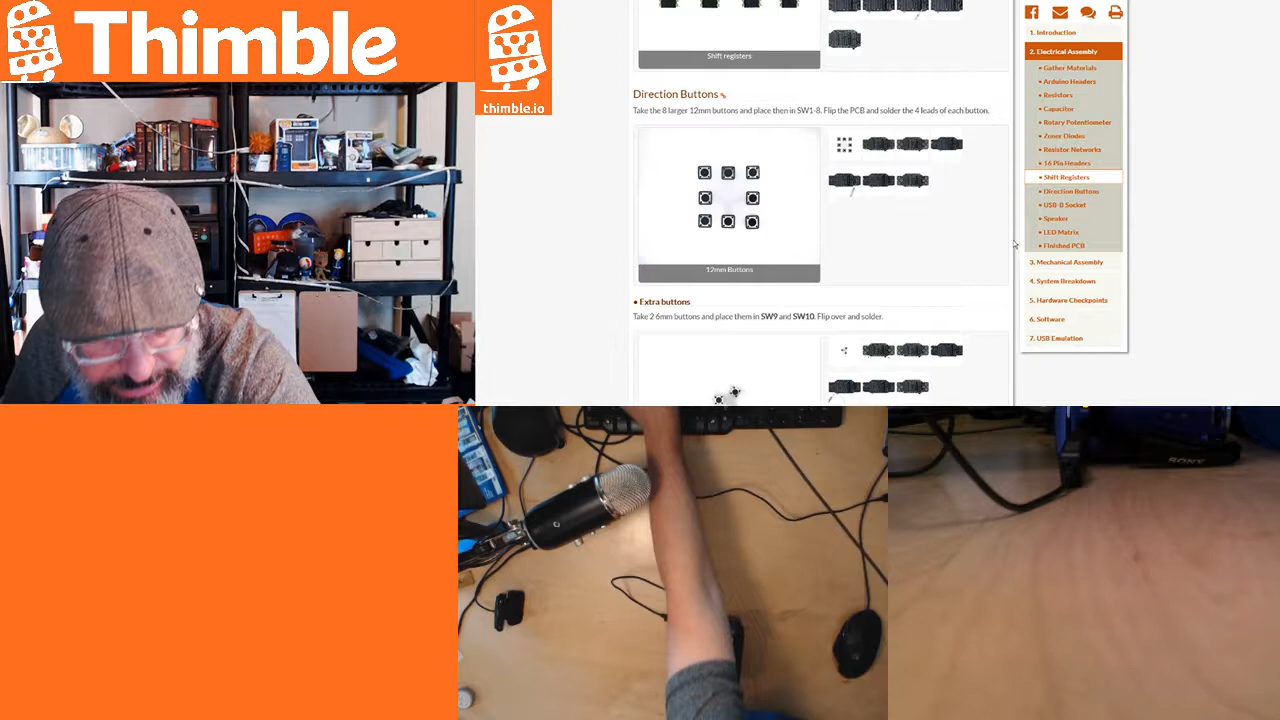 Thimble
thimble.io
Shift registers
Direction Buttons
Take the 8 larger 12mm buttons and place then in SW1-8. Flip the PCB and solder the 4 leads of each button.
12mm Buttons
• Extra buttons
Take 2 6mm buttons and place them in SW9 and SW10. Flip over and solder.
1. Introduction
2. Electrical Assembly
• Gather Materials
• Arduino Headers
• Resistors
• Capacitor
• Rotary Potentiometer
• Zener Diodes
• Resistor Networks
• 16 Pin Headers
• Shift Registers
• Direction Buttons
• USB-B Socket
• Speaker
• LED Matrix
• Finished PCB
3. Mechanical Assembly
4. System Breakdown
5. Hardware Checkpoints
6. Software
7. USB Emulation
SONY